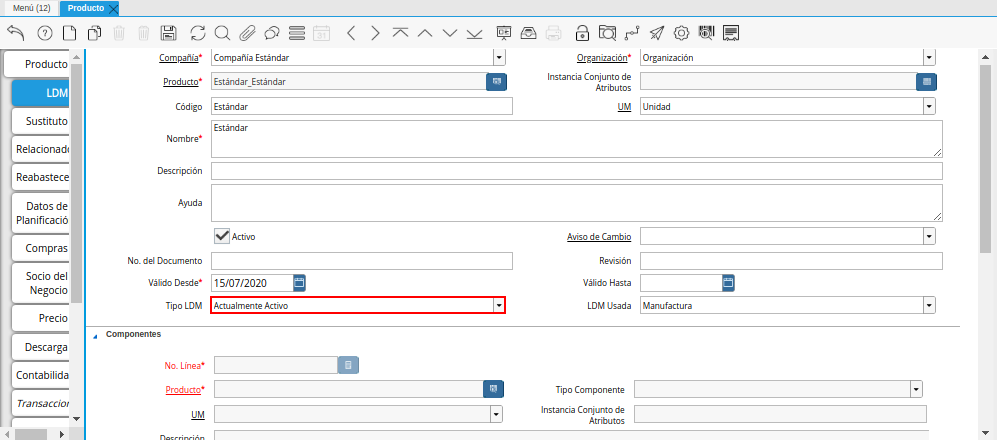 Menú (12)
Producto
Producto
LDM
Sustituto
Relacionado
Reabastece
Datos de
Planificació
Compras
Socio del
Negocio
Precio
Descarga
Contabilida
Transaccion
Compañía*
Compañía Estándar
Organización*
Organización
Producto*
Estándar_Estándar
Instancia Conjunto de
Atributos
Código
Estándar
UM
Unidad
Nombre*
Estándar
Descripción
Ayuda
Activo
Aviso de Cambio
No. del Documento
Revisión
Válido Desde*
15/07/2020
Válido Hasta
Tipo LDM
Actualmente Activo
LDM Usada
Manufactura
Componentes
No. Línea*
Producto*
Tipo Componente
UM
Instancia Conjunto de
Atributos
Descripción